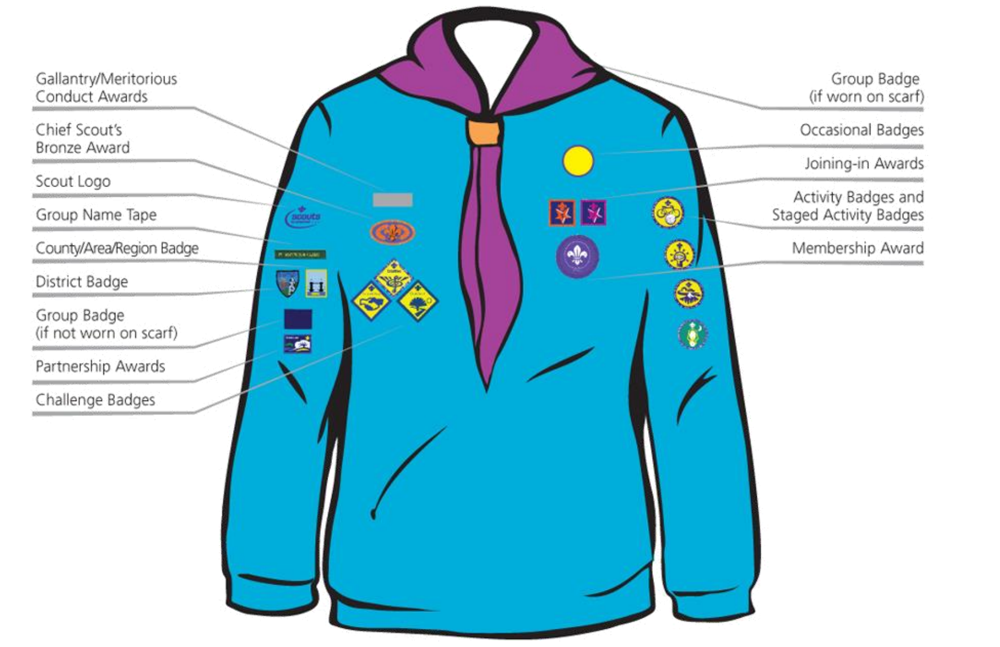 Gallantry/Meritorious
Conduct Awards
Chief Scout's
Bronze Award
Scout Logo
Group Name Tape
County/Area/Region Badge
District Badge
Group Badge
(if not worn on scarf)
Partnership Awards
Challenge Badges
scouts
Group Badge
(if worn on scarf)
Occasional Badges
Joining-in Awards
Activity Badges and
Staged Activity Badges
Membership Award